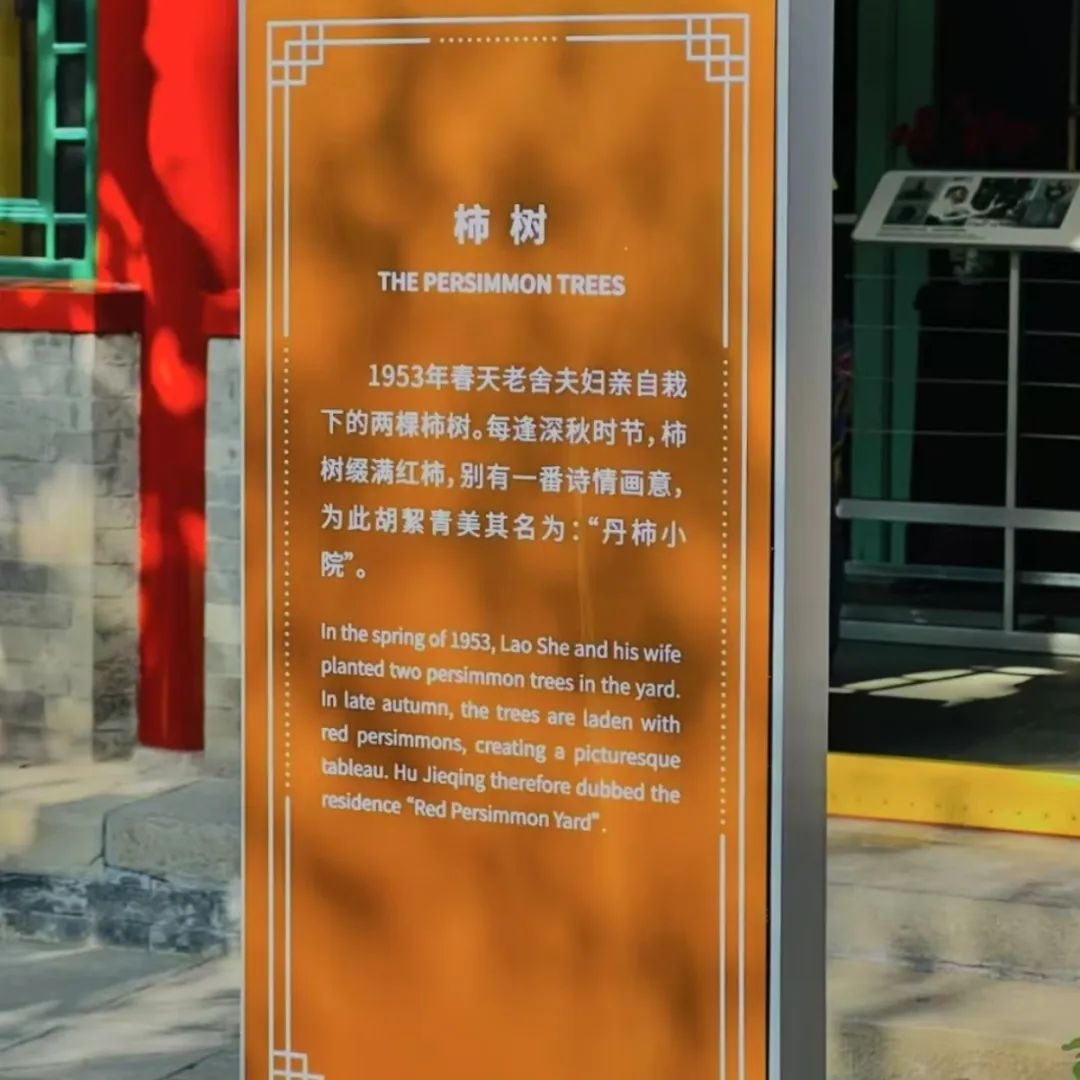 柿树
THE PERSIMMON TREES
1953年春天老舍夫妇亲自栽
下的两棵柿树。每逢深秋时节，柿
树缀满红柿，别有一番诗情画意，
为此胡絜青美其名为：“丹柿小
院”。
In the spring of 1953, Lao She and his wife
planted two persimmon trees in the yard.
In late autumn, the trees are laden with
red persimmons, creating a picturesque
tableau. Hu Jieqing therefore dubbed the
residence “Red Persimmon Yard".